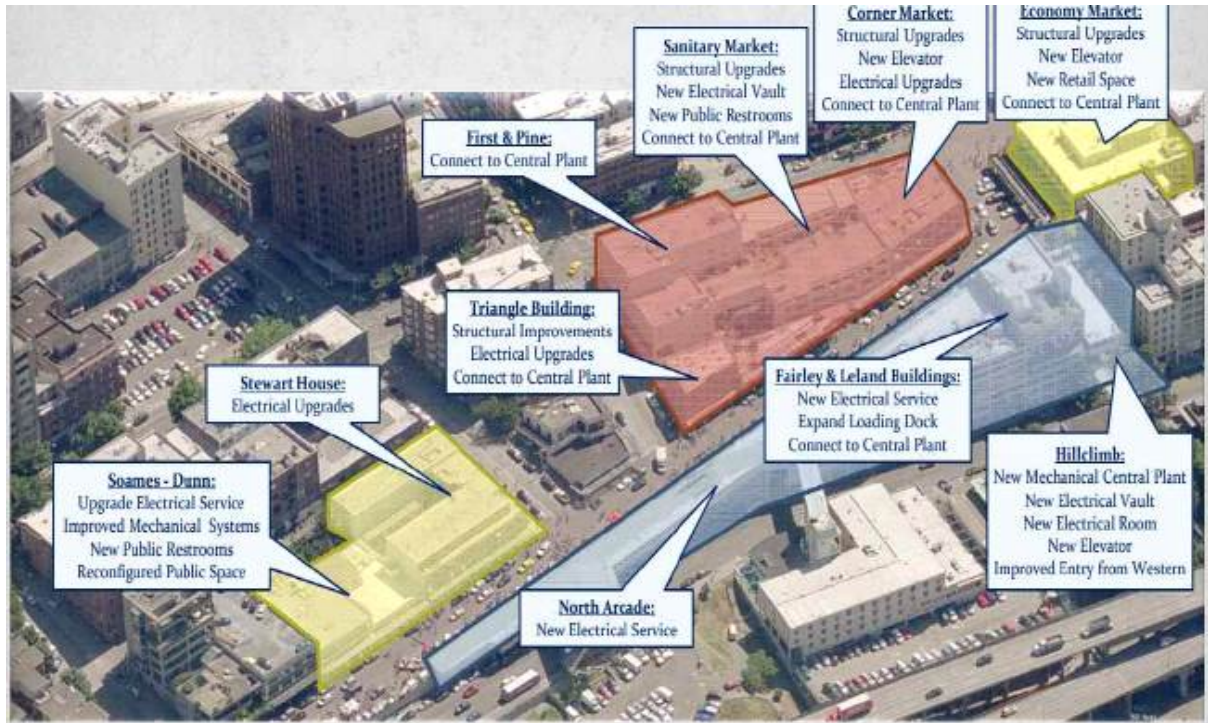 Corner Market:
Structural Upgrades
New Elevator
Electrical Upgrades
Connect to Central Plant
Economy Market:
Structural Upgrades
New Elevator
New Retail Space
Connect to Central Plant
Sanitary Market:
Structural Upgrades
New Electrical Vault
New Public Restrooms
Connect to Central Plant
First & Pine:
Connect to Central Plant
Triangle Building:
Structural Improvements
Electrical Upgrades
Connect to Central Plant
Stewart House:
Electrical Upgrades
Fairley & Leland Buildings:
New Electrical Service
Expand Loading Dock
Connect to Central Plant
Soames - Dunn:
Upgrade Electrical Service
Improved Mechanical Systems
New Public Restrooms
Reconfigured Public Space
Hillclimb:
New Mechanical Central Plant
New Electrical Vault
New Electrical Room
New Elevator
Improved Entry from Western
North Arcade:
New Electrical Service